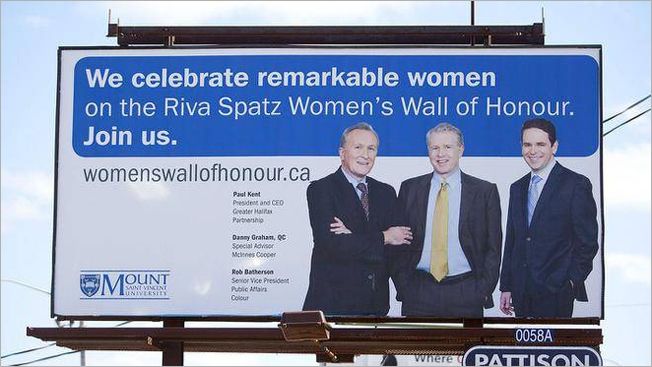 We celebrate remarkable women
on the Riva Spatz Women's Wall of Honour.
Join us.
womenswallofhonour.ca
Paul Kent
President and CEO
Greater Halifax
Partnership
Danny Graham, QC
Special Advisor
McInnes Cooper
Rob Batherson
Senior Vice President
Public Affairs
Colour
MOUNT
SAINT VINCENT
UNIVERSITY
0058A
Where
PATTISON